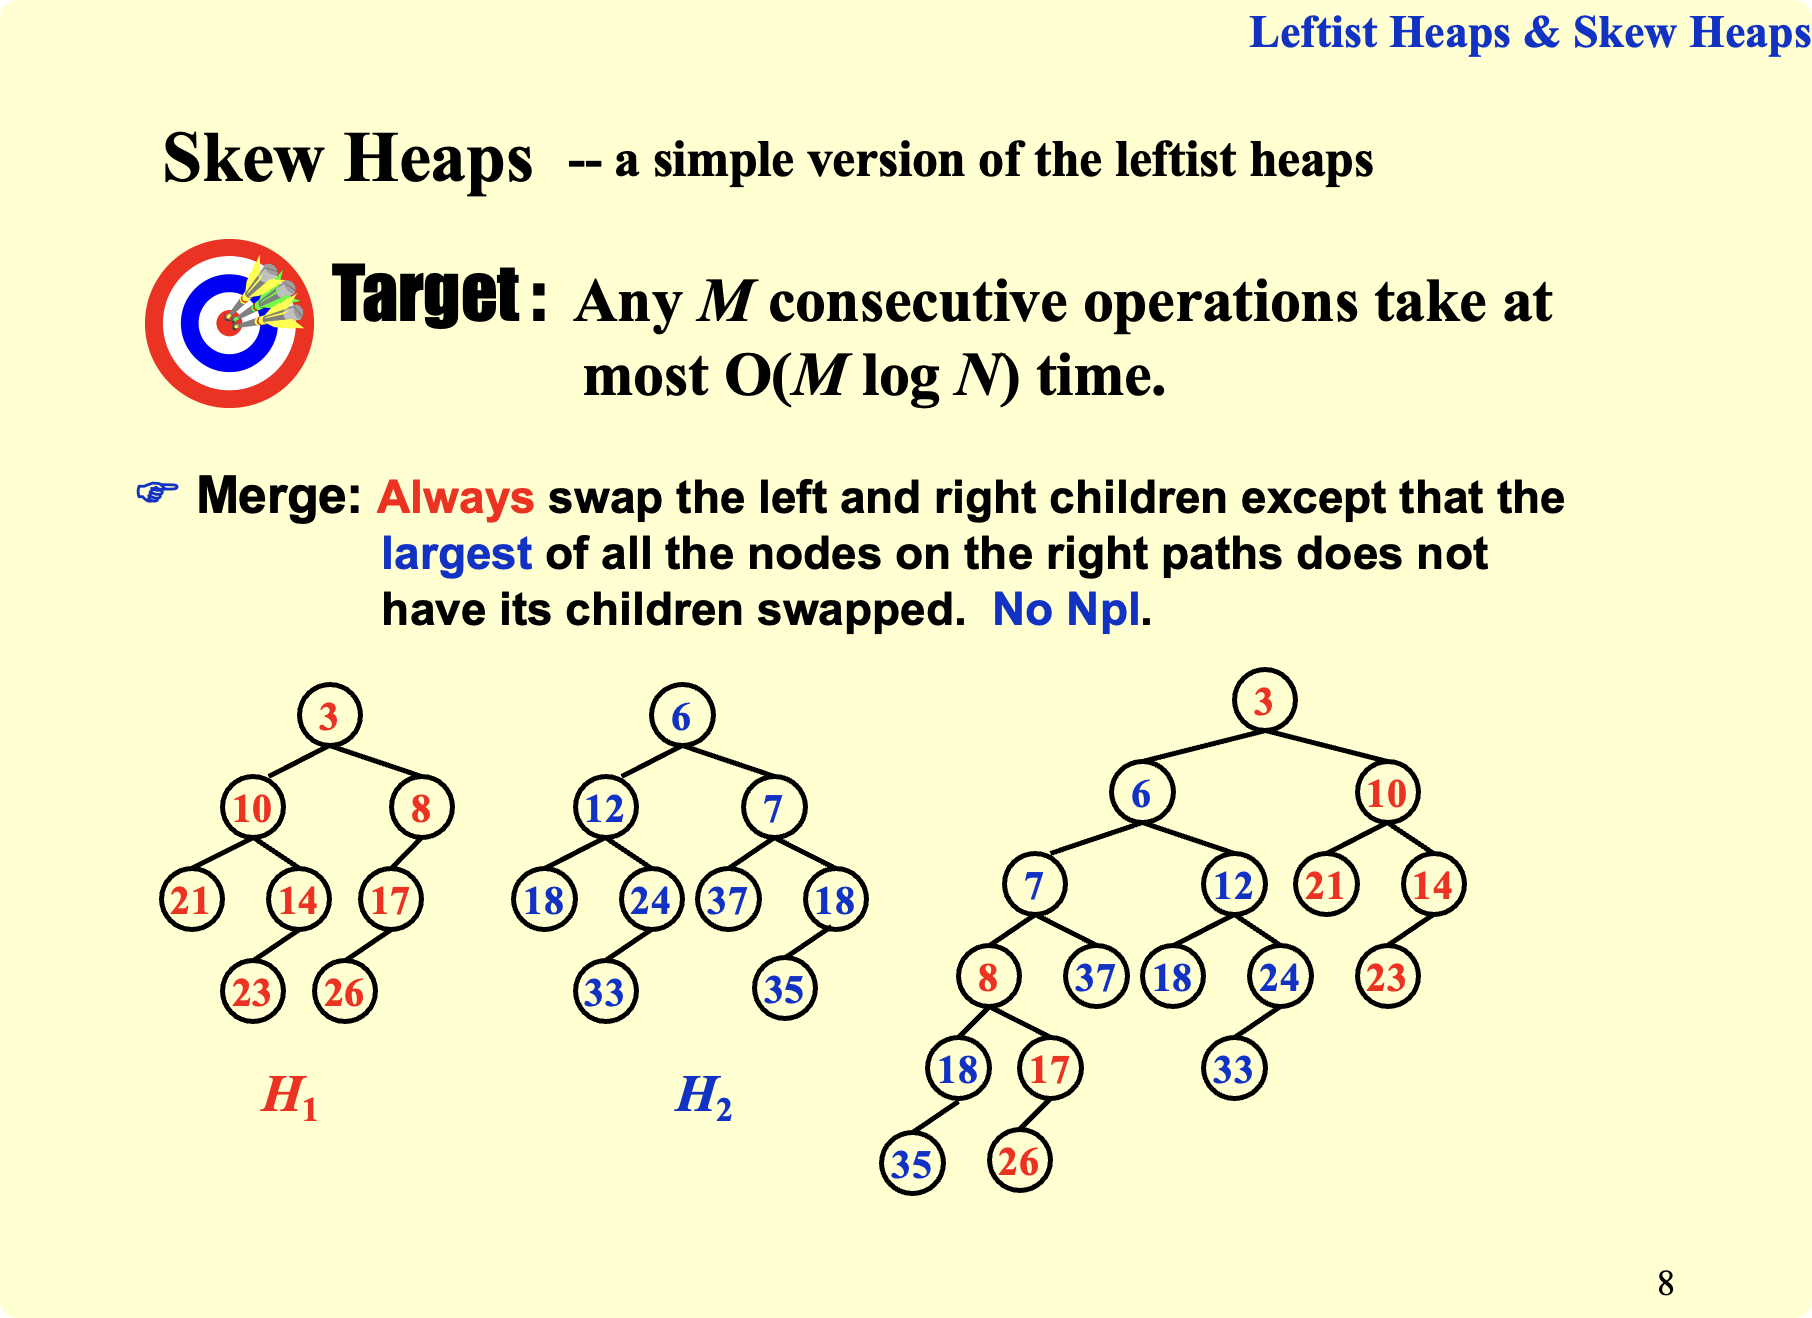 Leftist Heaps & Skew Heaps
Skew Heaps -- a simple version of the leftist heaps
Target : Any M consecutive operations take at
most O(M log N) time.
☞ Merge: Always swap the left and right children except that the
largest of all the nodes on the right paths does not
have its children swapped. No Npl.
3
10 8
21 14 17
23 26
H1
6
12 7
18 24 37 18
33 35
H2
3
6 10
7 12 21 14
8 37 18 24 23
18 17 33
35 26
8